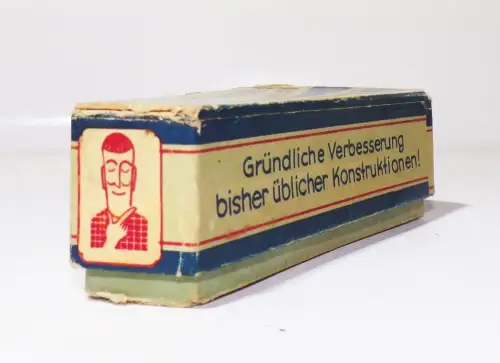 Gründliche Verbesserung
bisher üblicher Konstruktionen!